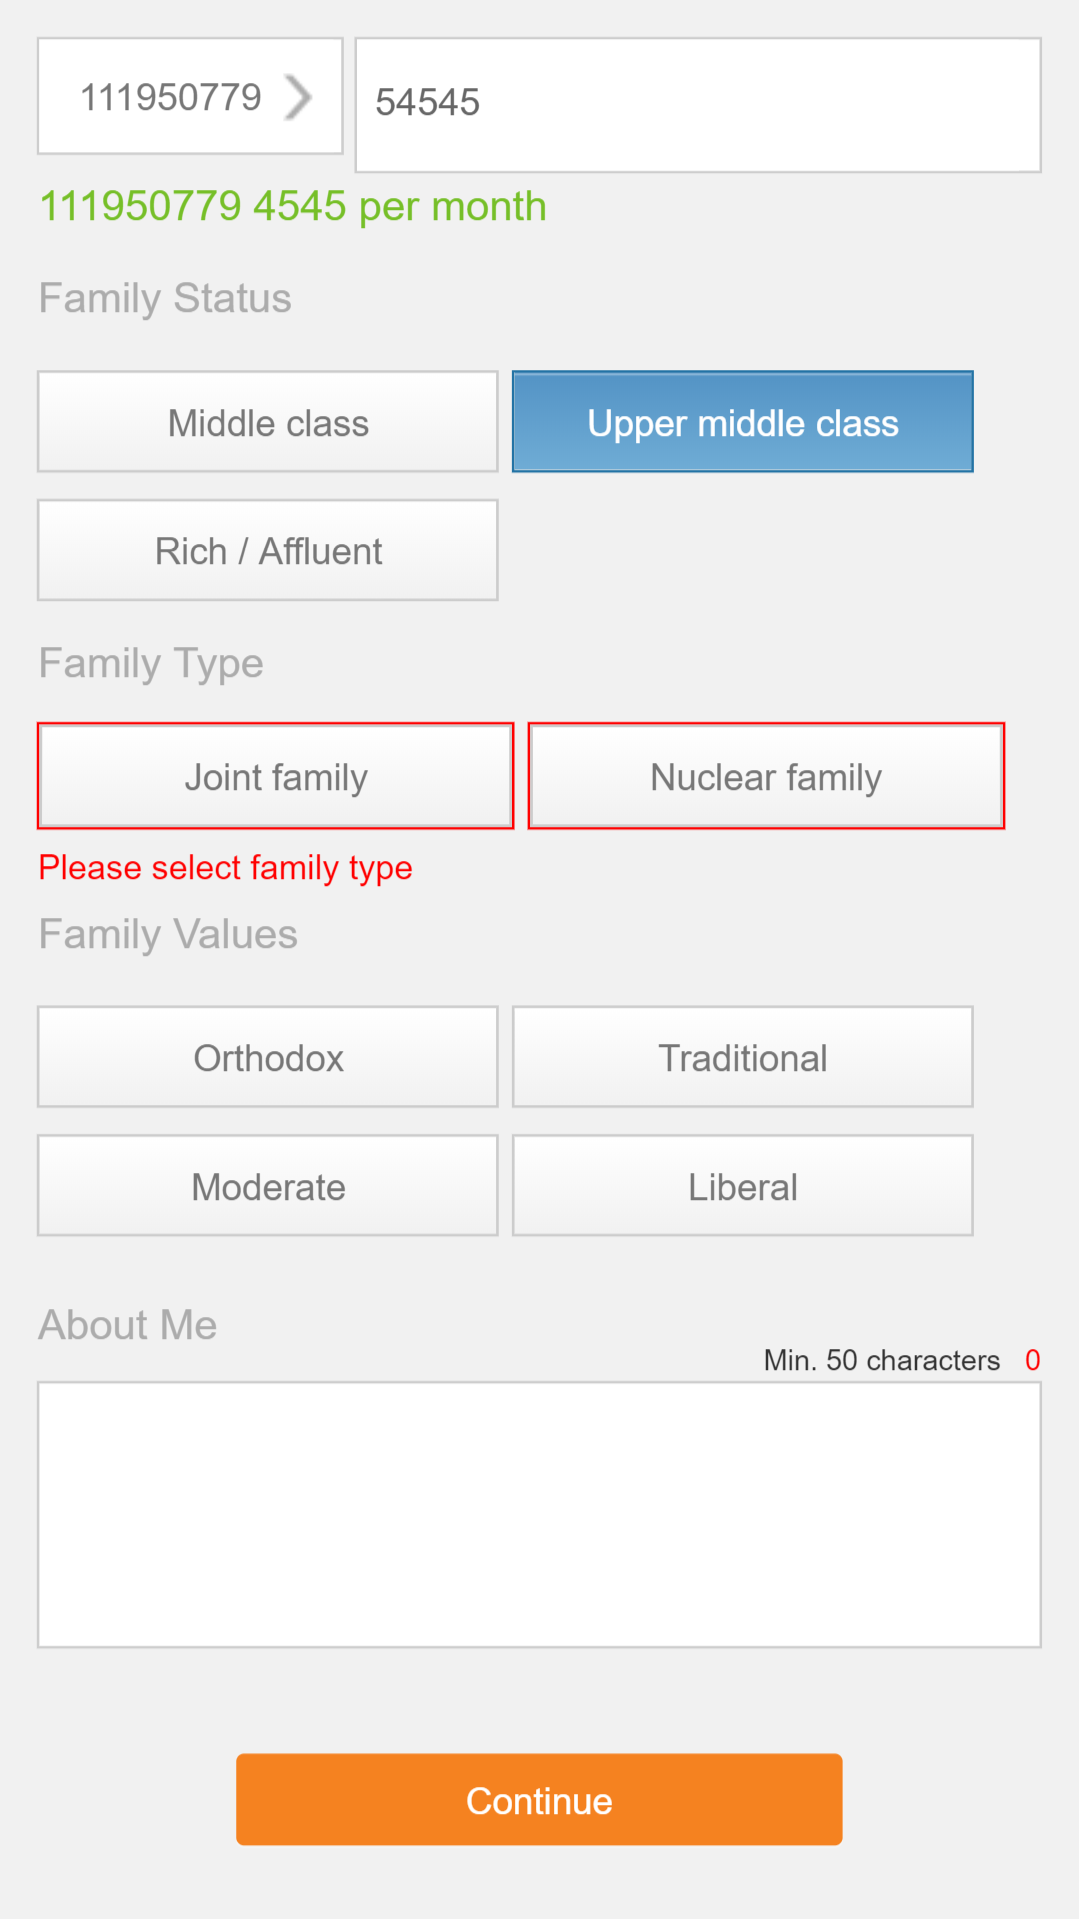 111950779
54545
111950779 4545 per month
Family Status
Middle class
Upper middle class
Rich / Affluent
Family Type
Joint family
Nuclear family
Please select family type
Family Values
Orthodox
Traditional
Moderate
Liberal
About Me
Min. 50 characters 0
Continue